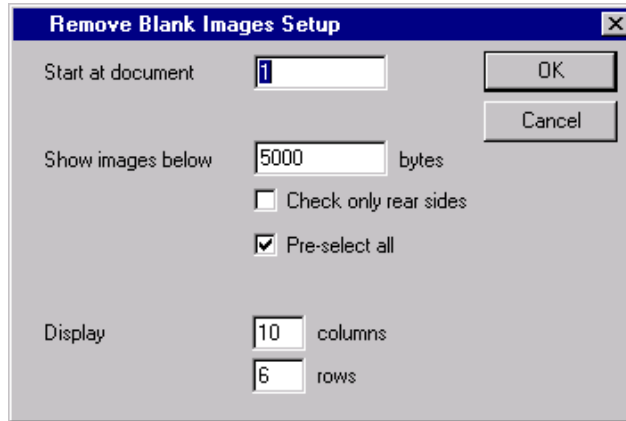 Remove Blank Images Setup
Start at document 1 OK
Cancel
Show images below 5000 bytes
Check only rear sides
Pre-select all
Display 10 columns
6 rows